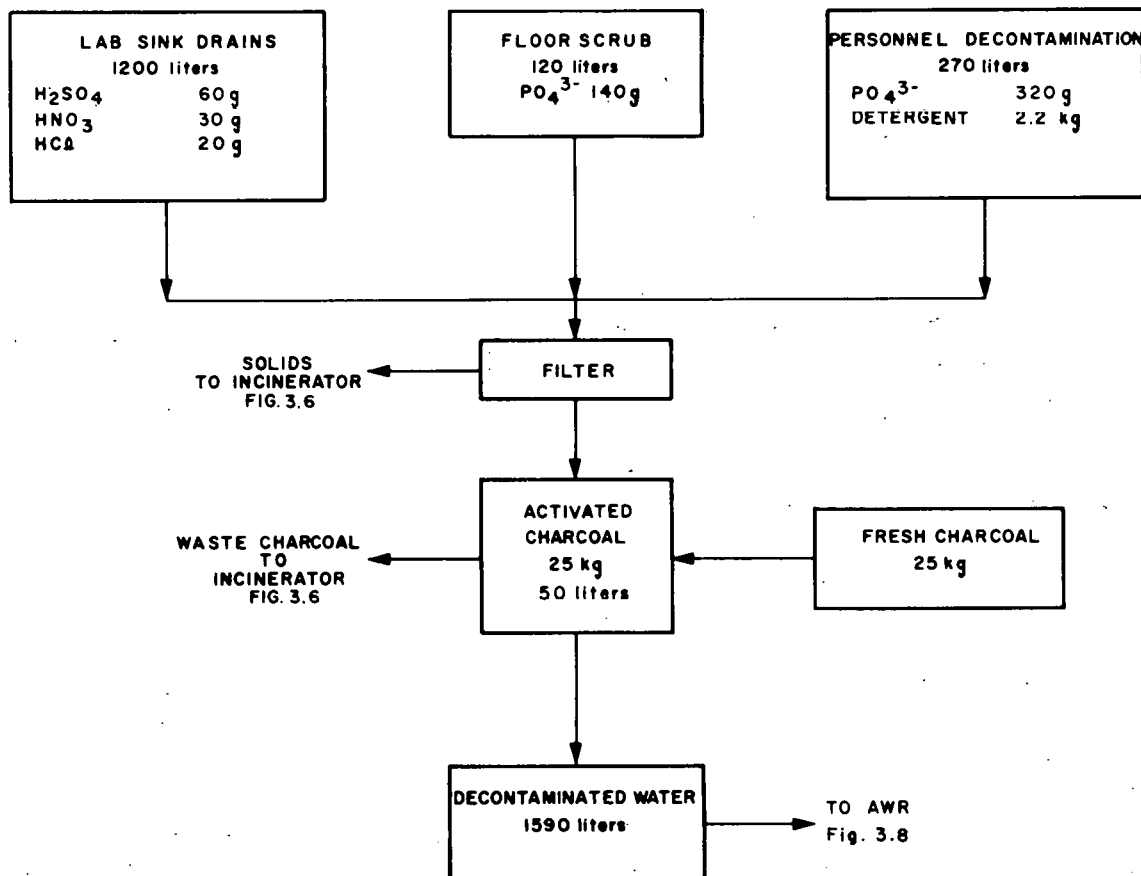 LAB SINK DRAINS
1200 liters
H2SO4 60 g
HNO3 30 g
HCl 20 g
FLOOR SCRUB
120 liters
PO4 3- 140 g
PERSONNEL DECONTAMINATION
270 liters
PO4 3- 320 g
DETERGENT 2.2 kg
SOLIDS
TO INCINERATOR
FIG. 3.6
FILTER
WASTE CHARCOAL
TO
INCINERATOR
FIG. 3.6
ACTIVATED
CHARCOAL
25 kg
50 liters
FRESH CHARCOAL
25 kg
DECONTAMINATED WATER
1590 liters
TO AWR
Fig. 3.8